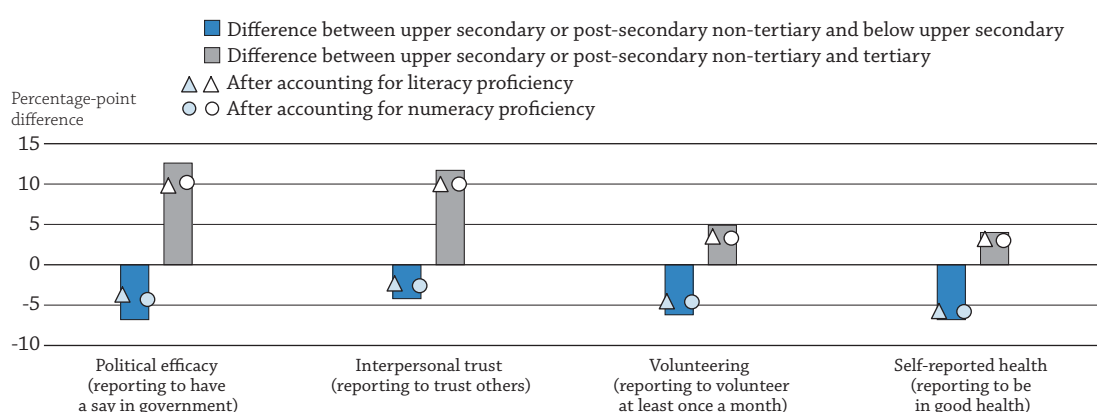 Difference between upper secondary or post-secondary non-tertiary and below upper secondary
Difference between upper secondary or post-secondary non-tertiary and tertiary
After accounting for literacy proficiency
After accounting for numeracy proficiency
Percentage-point
difference
15
10
5
0
-5
-10
Political efficacy
(reporting to have
a say in government)
Interpersonal trust
(reporting to trust others)
Volunteering
(reporting to volunteer
at least once a month)
Self-reported health
(reporting to be
in good health)